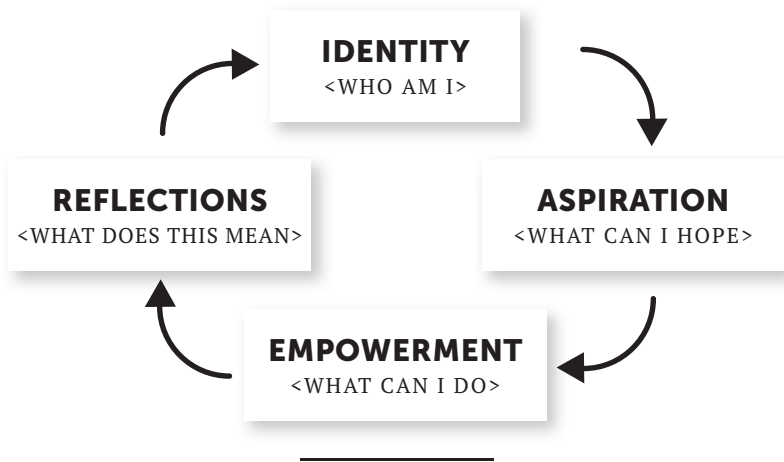 IDENTITY
<WHO AM I>
REFLECTIONS
<WHAT DOES THIS MEAN>
ASPIRATION
<WHAT CAN I HOPE>
EMPOWERMENT
<WHAT CAN I DO>